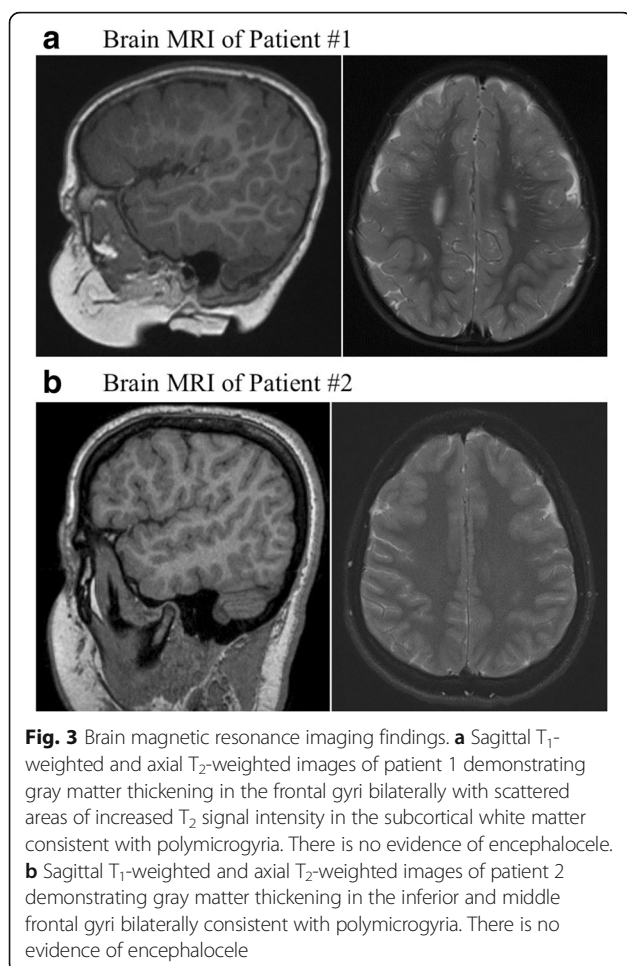 a Brain MRI of Patient #1
b Brain MRI of Patient #2
Fig. 3 Brain magnetic resonance imaging findings. a Sagittal T₁-
weighted and axial T₂-weighted images of patient 1 demonstrating
gray matter thickening in the frontal gyri bilaterally with scattered
areas of increased T₂ signal intensity in the subcortical white matter
consistent with polymicrogyria. There is no evidence of encephalocele.
b Sagittal T₁-weighted and axial T₂-weighted images of patient 2
demonstrating gray matter thickening in the inferior and middle
frontal gyri bilaterally consistent with polymicrogyria. There is no
evidence of encephalocele